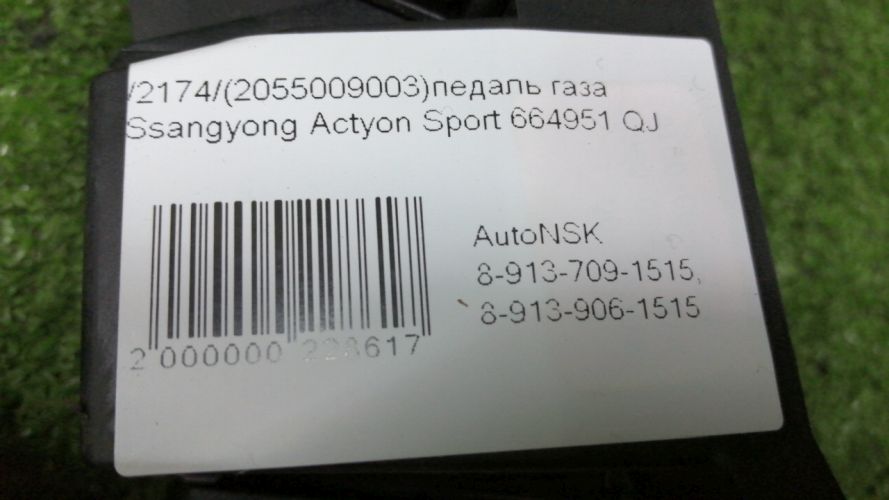 /2174/(2055009003)педаль газа
Ssangyong Actyon Sport 664951 QJ
AutoNSK
8-913-709-1515,
8-913-906-1515
2 000000 228617